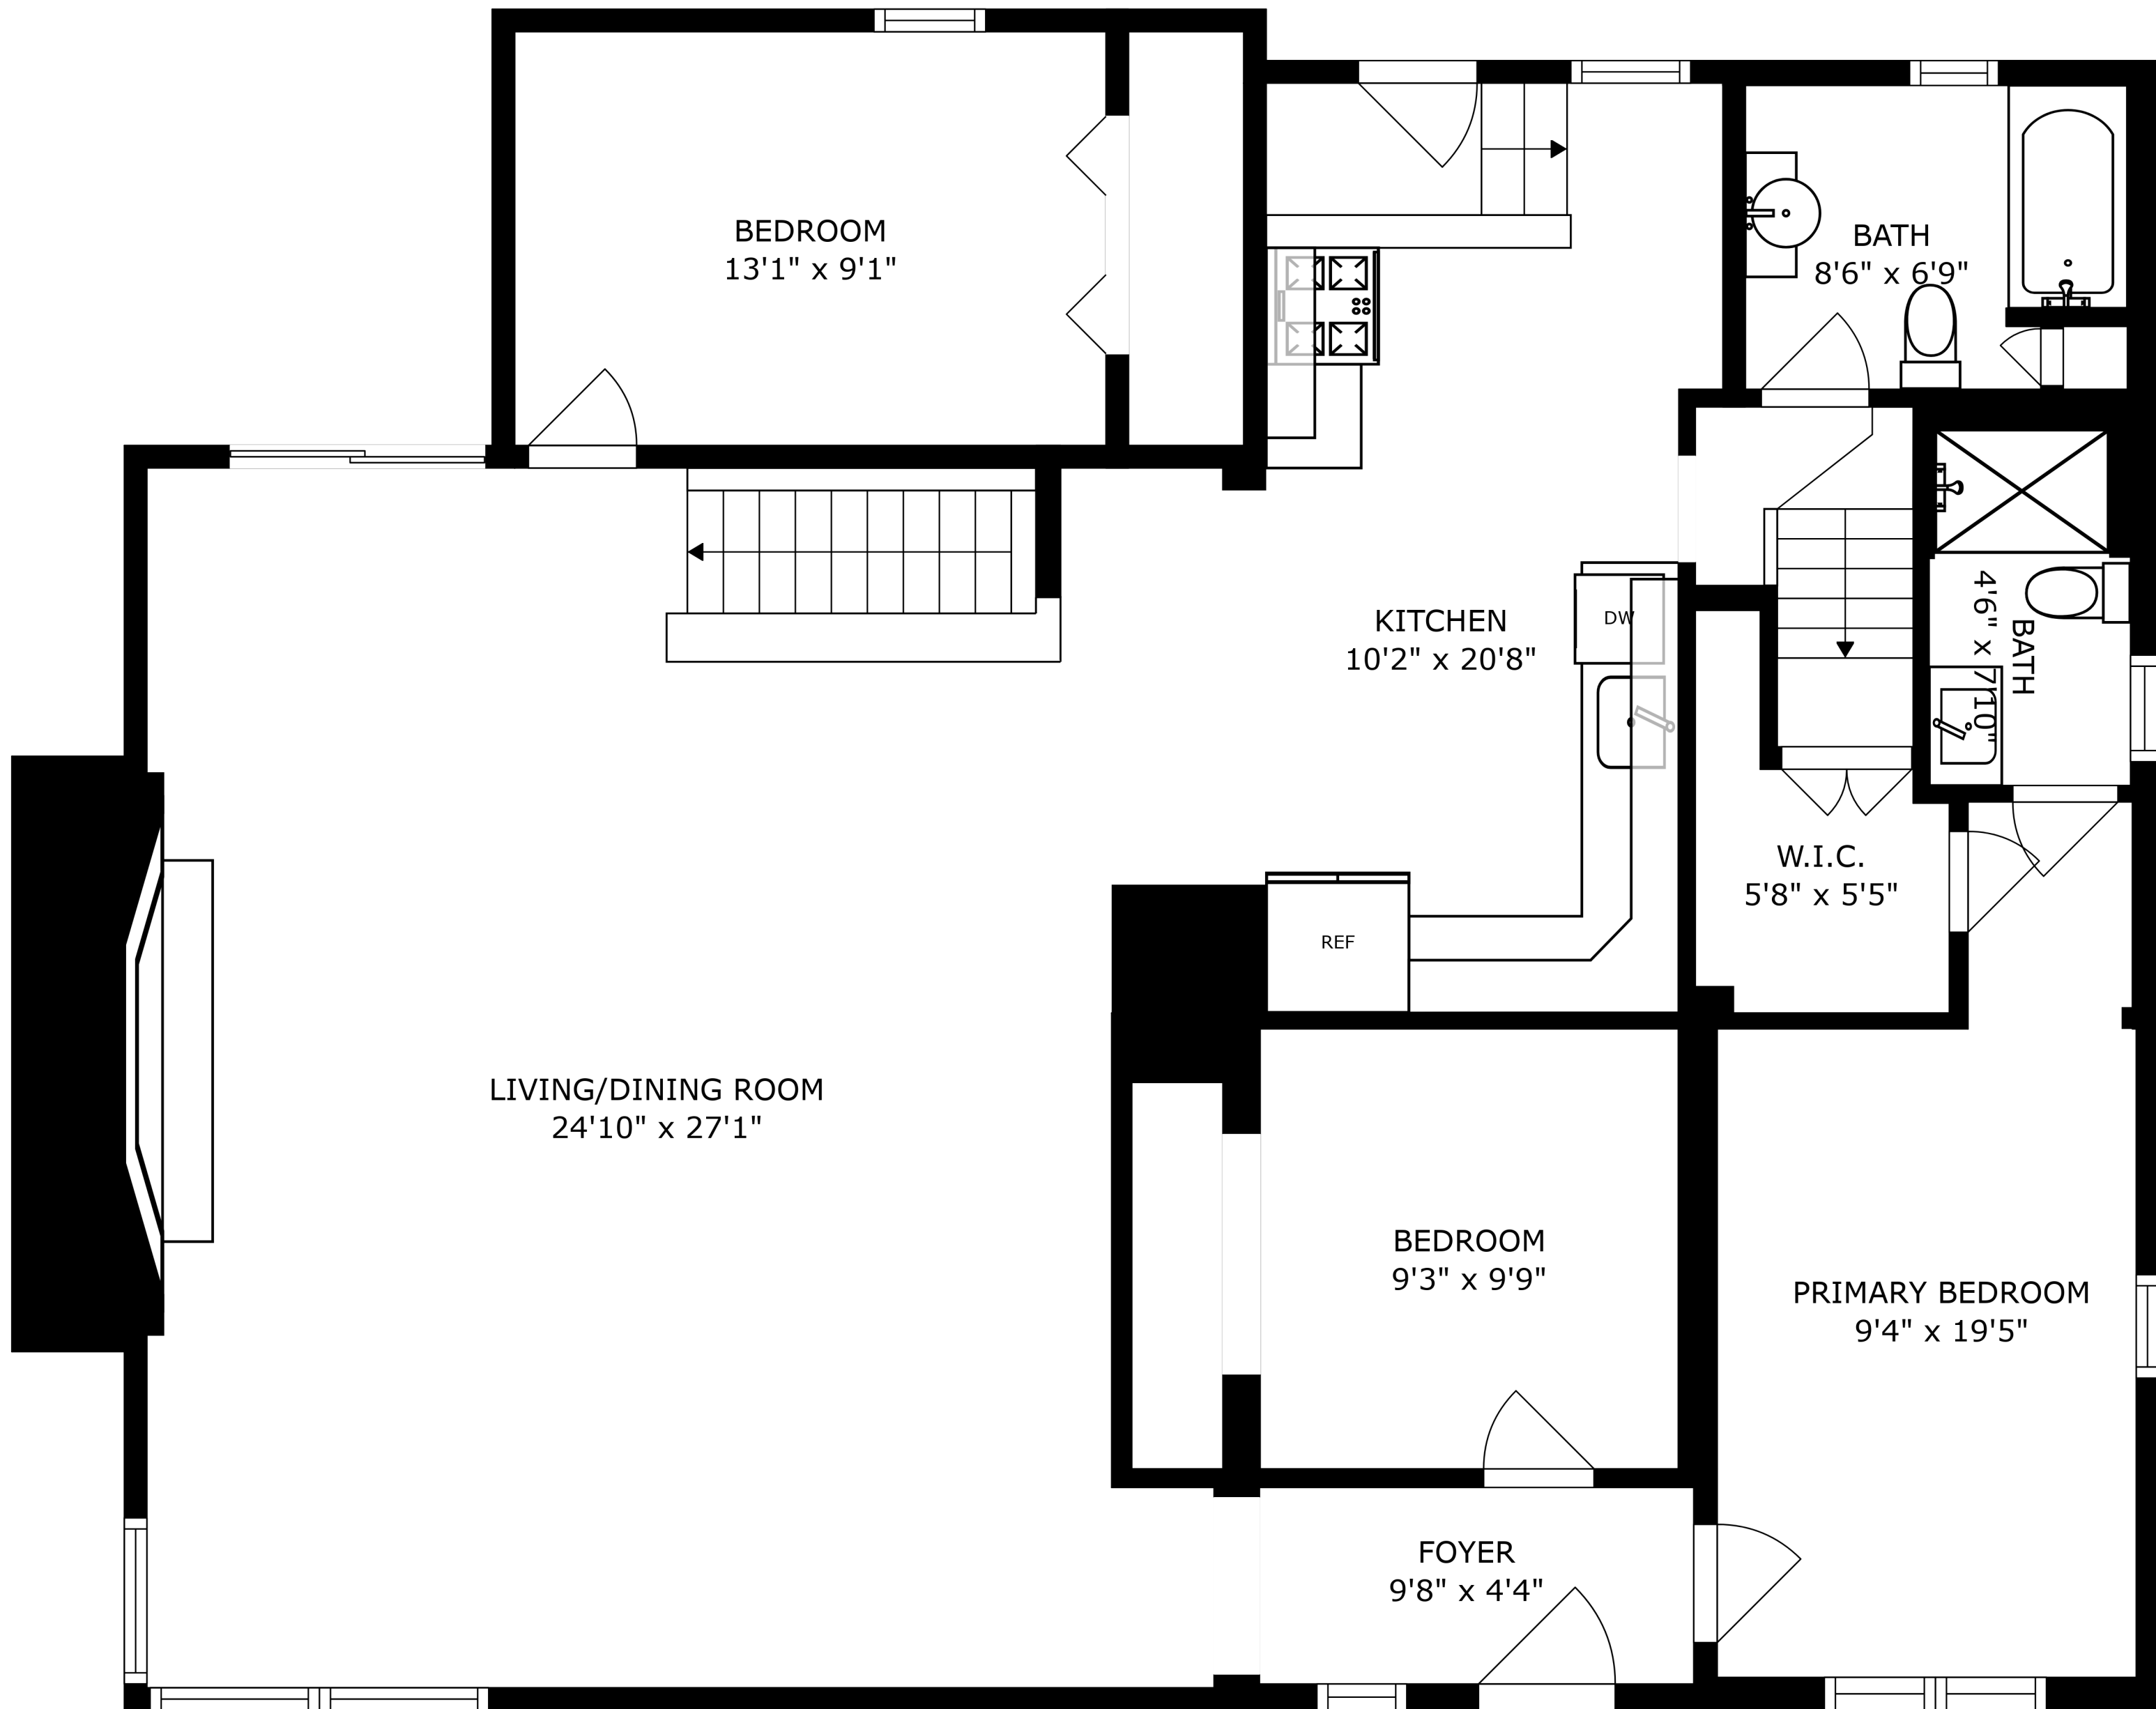 BEDROOM
13'1" x 9'1"
BATH
8'6" x 6'9"
KITCHEN
10'2" x 20'8"
DW
BATH
4'6" x 7'10"
W.I.C.
5'8" x 5'5"
REF
LIVING/DINING ROOM
24'10" x 27'1"
BEDROOM
9'3" x 9'9"
PRIMARY BEDROOM
9'4" x 19'5"
FOYER
9'8" x 4'4"